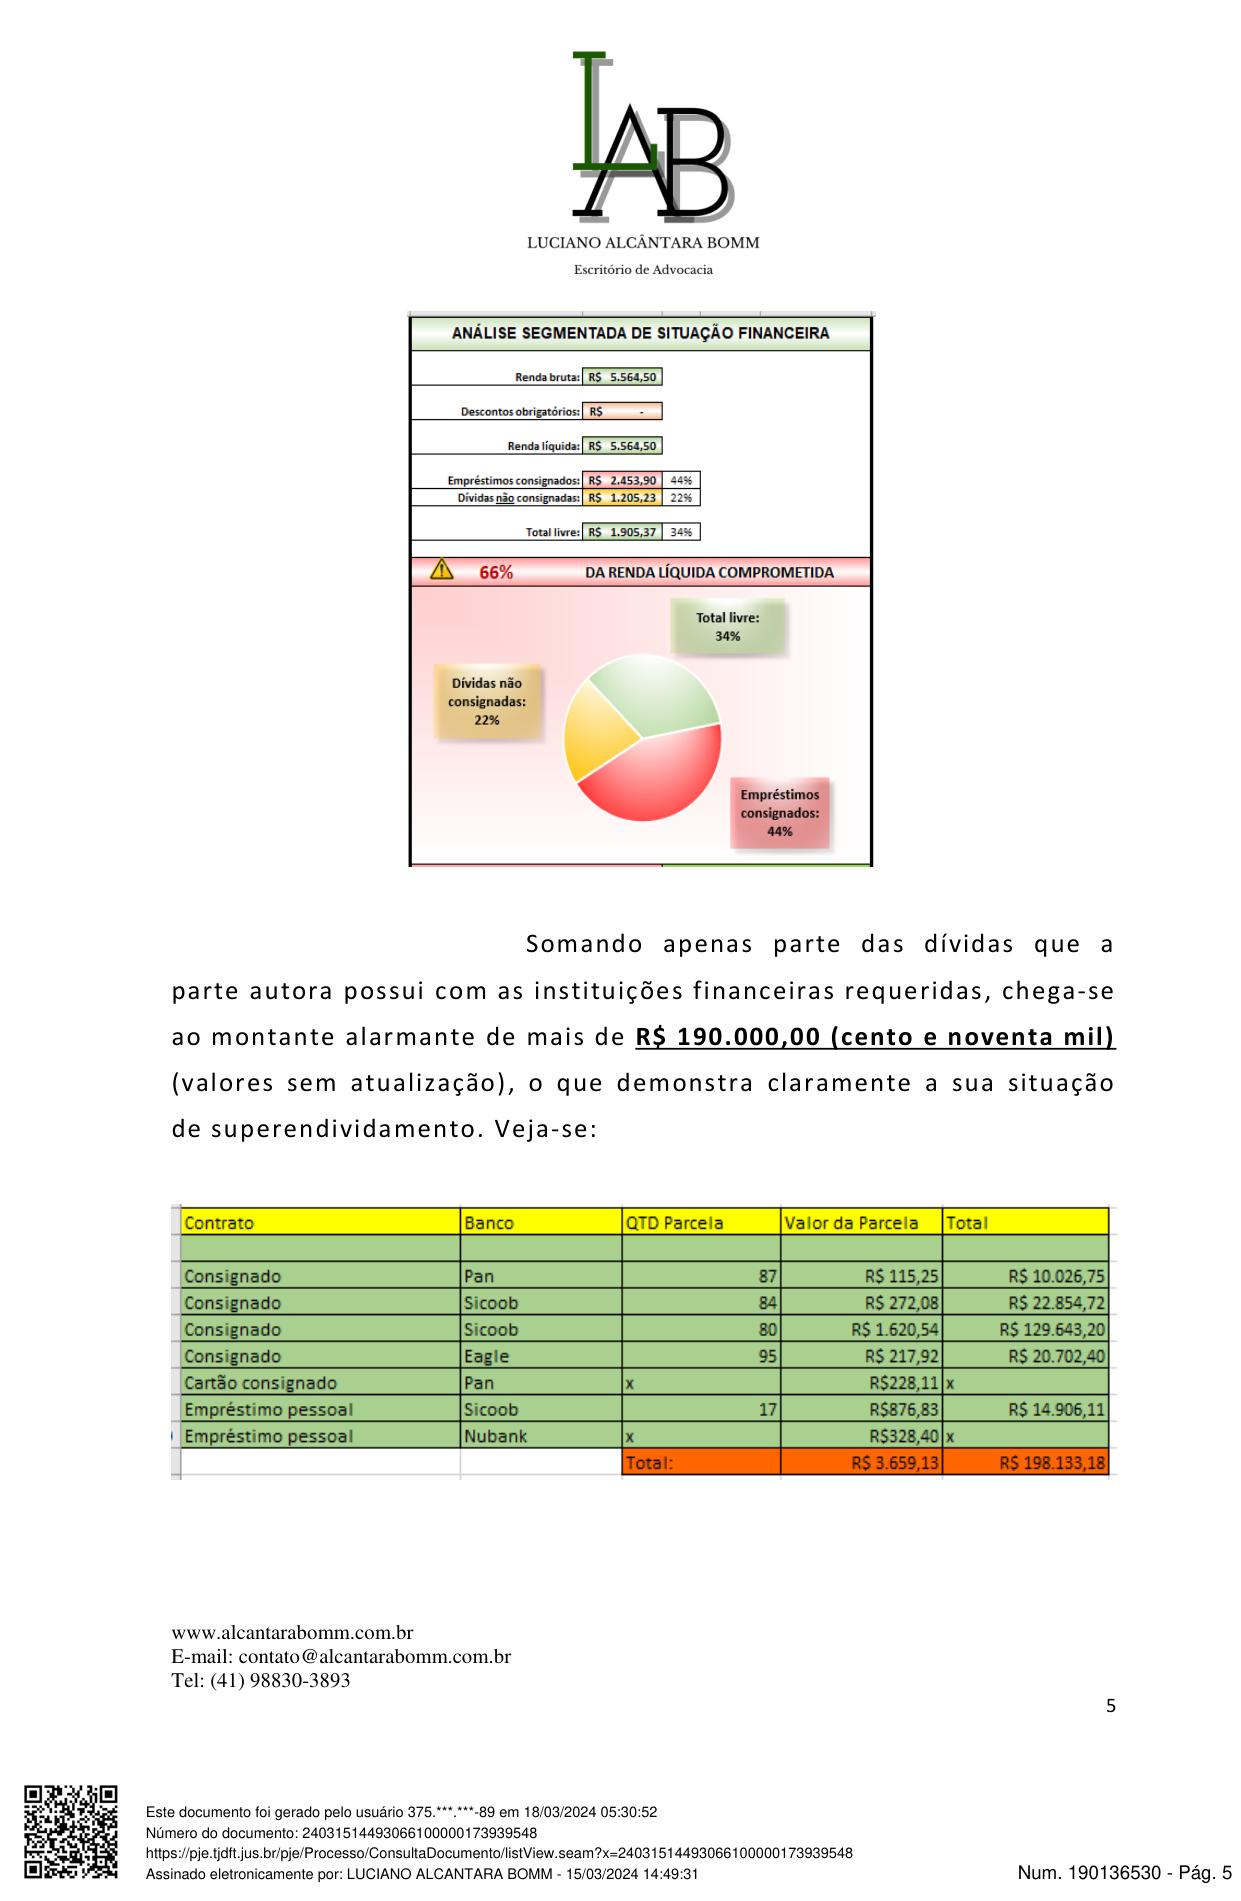 LAB
LUCIANO ALCÂNTARA BOMM
Escritório de Advocacia
ANÁLISE SEGMENTADA DE SITUAÇÃO FINANCEIRA
Renda bruta: R$ 5.564,50
Descontos obrigatórios: R$ -
Renda líquida: R$ 5.564,50
Empréstimos consignados: R$ 2.453,90 44%
Dívidas não consignadas: R$ 1.205,23 22%
Total livre: R$ 1.905,37 34%
66% DA RENDA LÍQUIDA COMPROMETIDA
Total livre:
34%
Dívidas não
consignadas:
22%
Empréstimos
consignados:
44%
Somando apenas parte das dívidas que a
parte autora possui com as instituições financeiras requeridas, chega-se
ao montante alarmante de mais de R$ 190.000,00 (cento e noventa mil)
(valores sem atualização), o que demonstra claramente a sua situação
de superendividamento. Veja-se:
Contrato Banco QTD Parcela Valor da Parcela Total
Consignado Pan 87 R$ 115,25 R$ 10.026,75
Consignado Sicoob 84 R$ 272,08 R$ 22.854,72
Consignado Sicoob 80 R$ 1.620,54 R$ 129.643,20
Consignado Eagle 95 R$ 217,92 R$ 20.702,40
Cartão consignado Pan x R$228,11 x
Empréstimo pessoal Sicoob 17 R$876,83 R$ 14.906,11
Empréstimo pessoal Nubank x R$328,40 x
Total: R$ 3.659,13 R$ 198.133,18
www.alcantarabomm.com.br
E-mail: contato@alcantarabomm.com.br
Tel: (41) 98830-3893
5
Este documento foi gerado pelo usuário 375.***.***-89 em 18/03/2024 05:30:52
Número do documento: 24031514493066100000173939548
https://pje.tjdft.jus.br/pje/Processo/ConsultaDocumento/listView.seam?x=24031514493066100000173939548
Assinado eletronicamente por: LUCIANO ALCANTARA BOMM - 15/03/2024 14:49:31
Num. 190136530 - Pág. 5